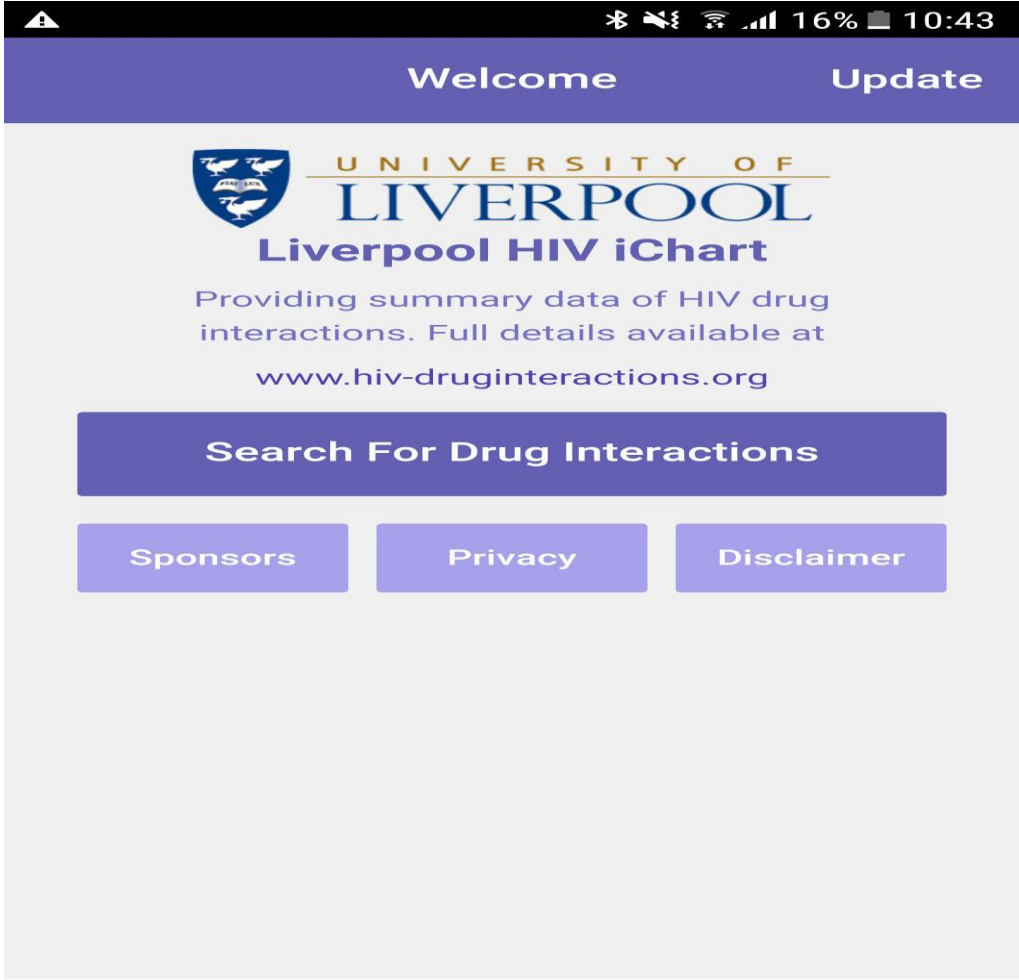 16% 10:43
Welcome Update
UNIVERSITY OF
LIVERPOOL
Liverpool HIV iChart
Providing summary data of HIV drug
interactions. Full details available at
www.hiv-druginteractions.org
Search For Drug Interactions
Sponsors Privacy Disclaimer